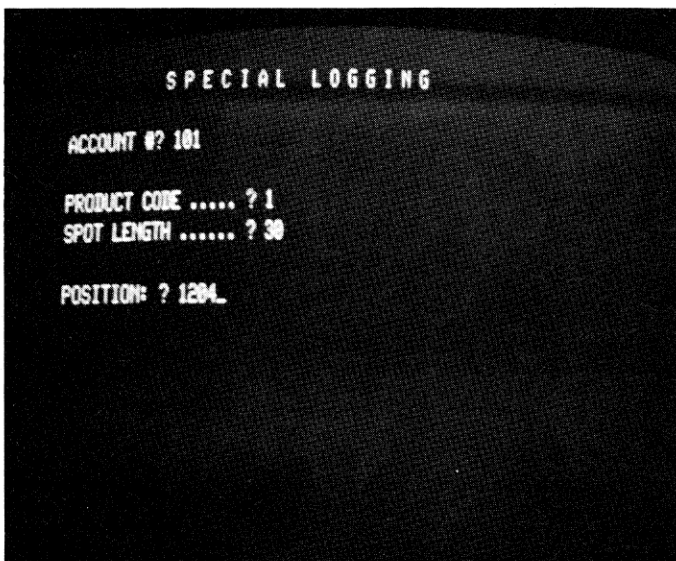 SPECIAL LOGGING
ACCOUNT #? 101
PRODUCT CODE ..... ? 1
SPOT LENGTH ...... ? 30
POSITION: ? 1204_